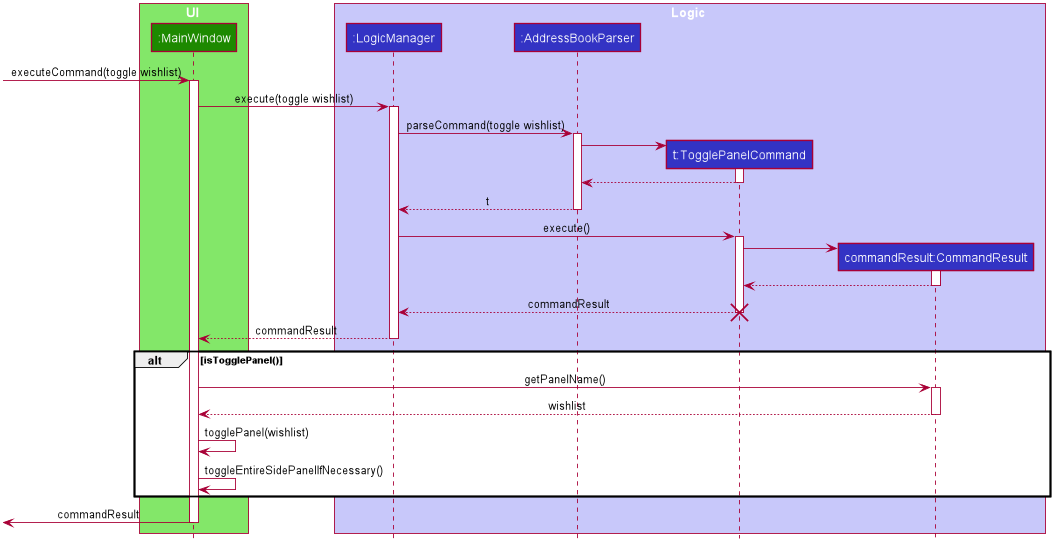 UI
Logic
:MainWindow
:LogicManager
:AddressBookParser
executeCommand(toggle wishlist)
execute(toggle wishlist)
parseCommand(toggle wishlist)
t:TogglePanelCommand
t
execute()
commandResult:CommandResult
commandResult
commandResult
alt
[isTogglePanel()]
getPanelName()
wishlist
togglePanel(wishlist)
toggleEntireSidePanelIfNecessary()
commandResult